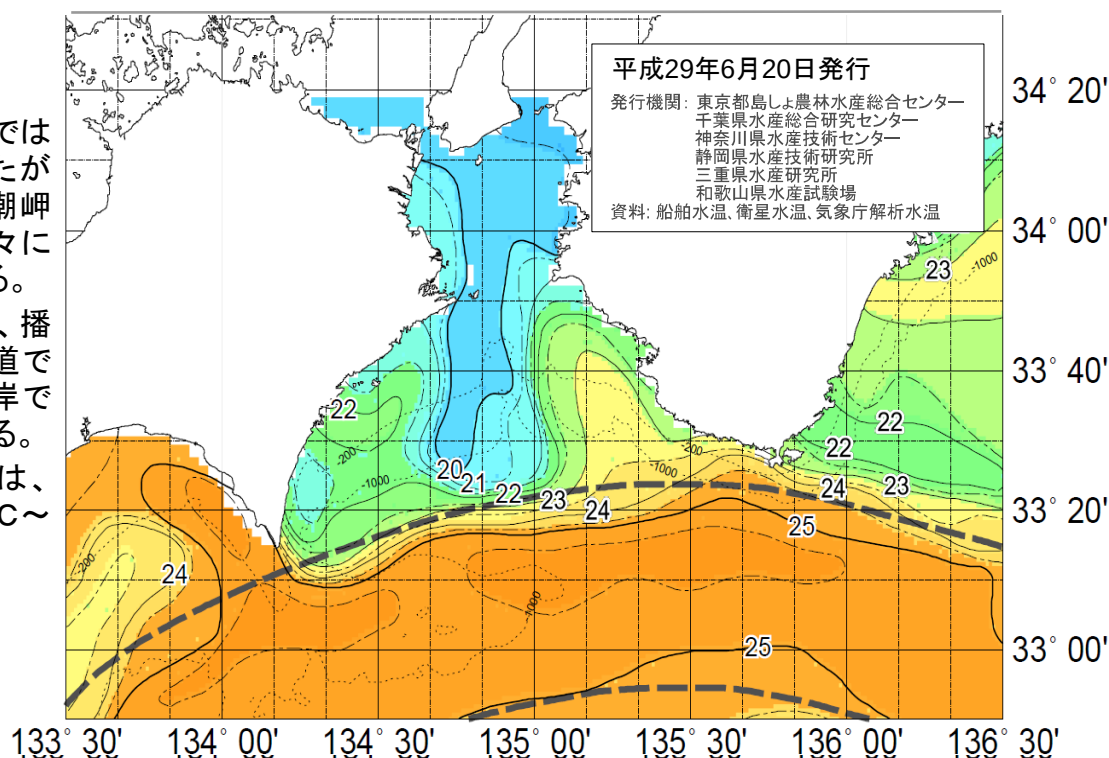 では
たが
潮岬
々に
る。
、播
道で
岸で
る。
は、
C～
平成29年6月20日発行
発行機関：東京都島しょ農林水産総合センター
千葉県水産総合研究センター
神奈川県水産技術センター
静岡県水産技術研究所
三重県水産研究所
和歌山県水産試験場
資料：船舶水温、衛星水温、気象庁解析水温
34° 20'
34° 00'
33° 40'
33° 20'
33° 00'
23
-1000
22
-200
-1000
20
21
22
23
24
-200
-1000
22
22
24
23
25
-200
24
-1000
25
133° 30'
134° 00'
134° 30'
135° 00'
135° 30'
136° 00'
136° 30'